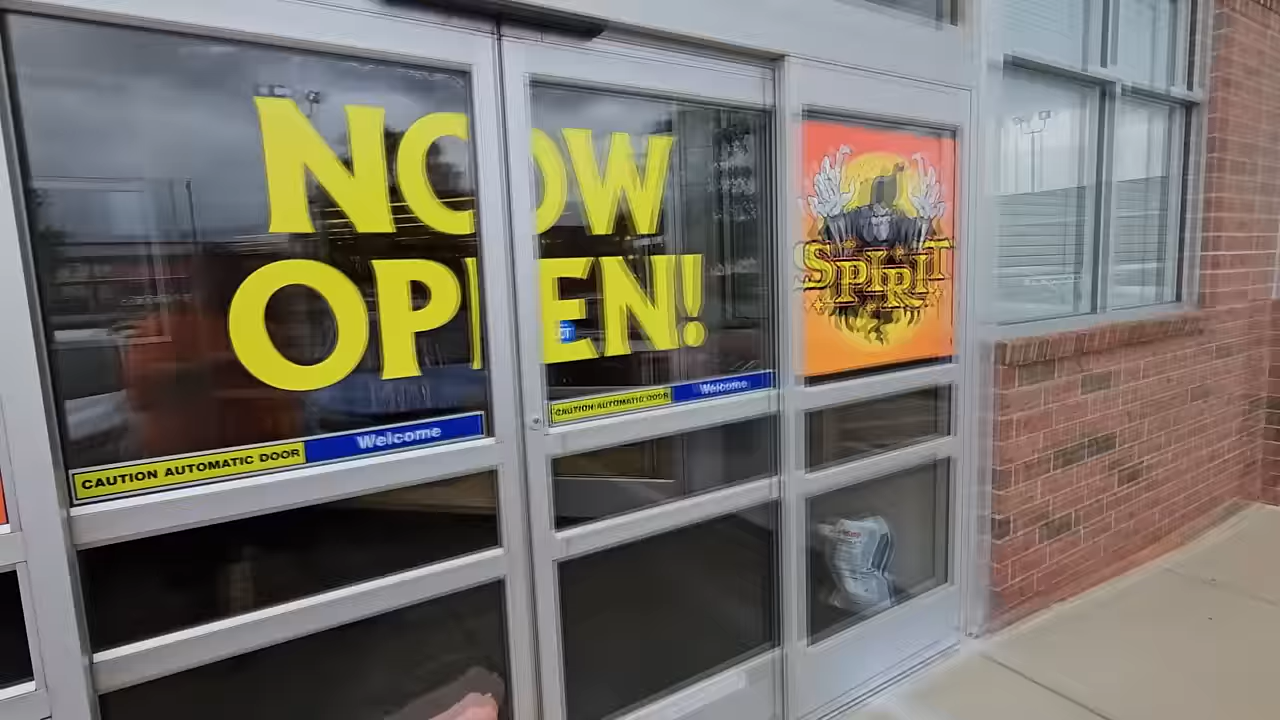 NOW
OPEN!
SPIRIT
CAUTION AUTOMATIC DOOR
Welcome
CAUTION AUTOMATIC DOOR
Welcome